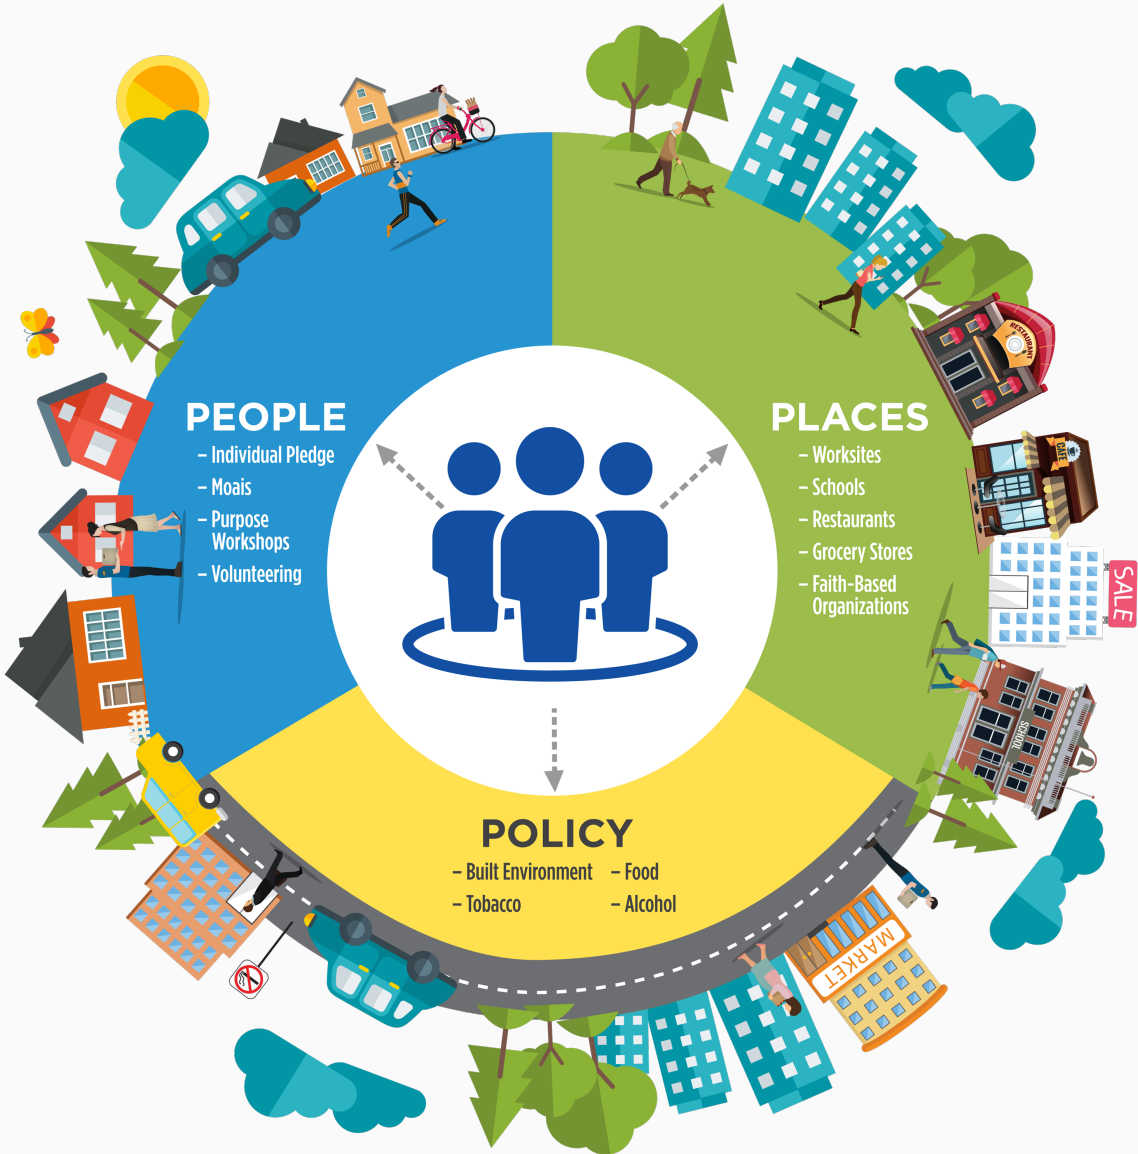 PEOPLE
– Individual Pledge
– Moais
– Purpose
Workshops
– Volunteering
PLACES
– Worksites
– Schools
– Restaurants
– Grocery Stores
– Faith-Based
Organizations
POLICY
– Built Environment
– Food
– Tobacco
– Alcohol
RESTAURANT
CAFE
SALE
SCHOOL
MARKET